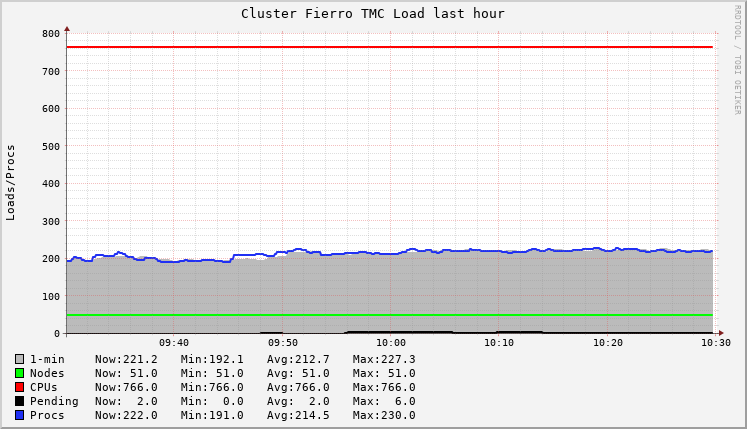 Cluster Fierro TMC Load last hour
RRDTOOL / TOBI OETIKER
Loads/Procs
800
700
600
500
400
300
200
100
0
09:40 09:50 10:00 10:10 10:20 10:30
1-min Now:221.2 Min:192.1 Avg:212.7 Max:227.3
Nodes Now: 51.0 Min: 51.0 Avg: 51.0 Max: 51.0
CPUs Now:766.0 Min:766.0 Avg:766.0 Max:766.0
Pending Now: 2.0 Min: 0.0 Avg: 2.0 Max: 6.0
Procs Now:222.0 Min:191.0 Avg:214.5 Max:230.0